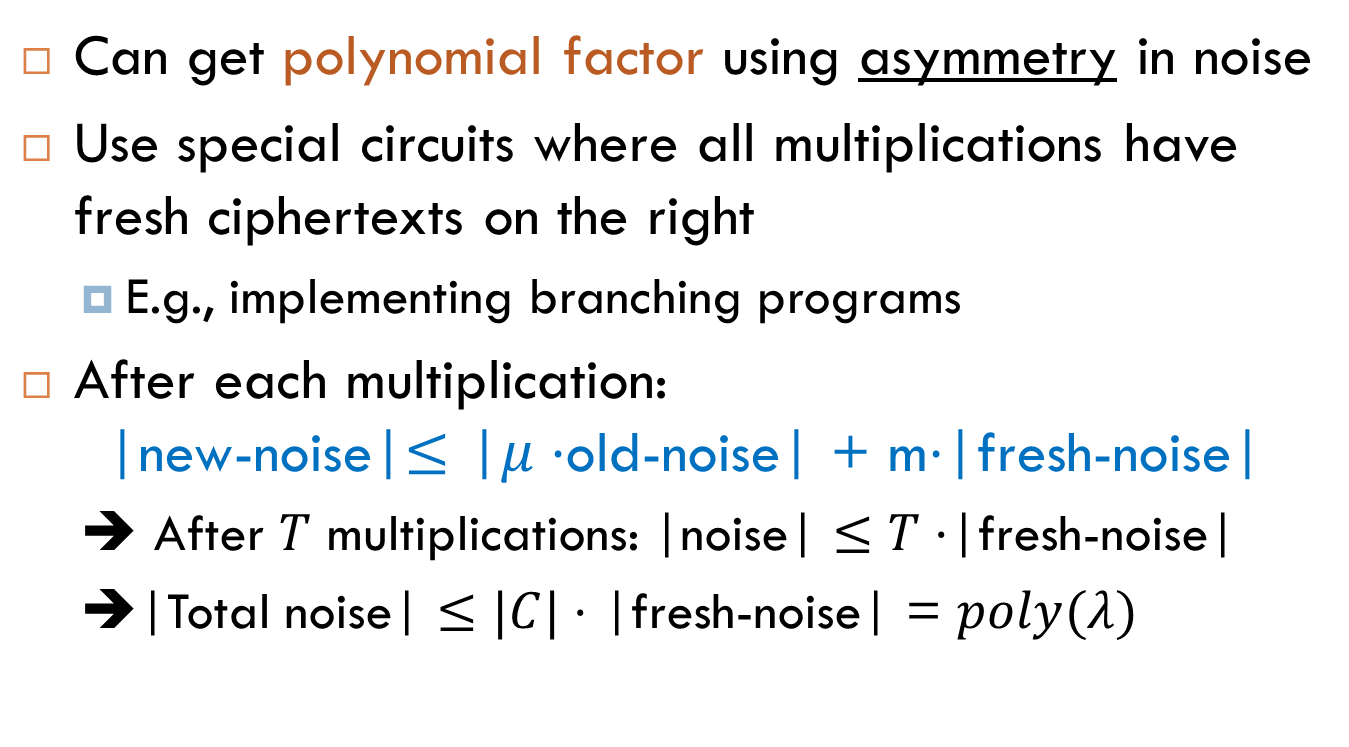 Can get polynomial factor using asymmetry in noise
Use special circuits where all multiplications have
fresh ciphertexts on the right
E.g., implementing branching programs
After each multiplication:
|new-noise|≤ |μ ·old-noise| + m·|fresh-noise|
➔ After T multiplications: |noise| ≤ T ·|fresh-noise|
➔|Total noise| ≤ |C| · |fresh-noise| = poly(λ)